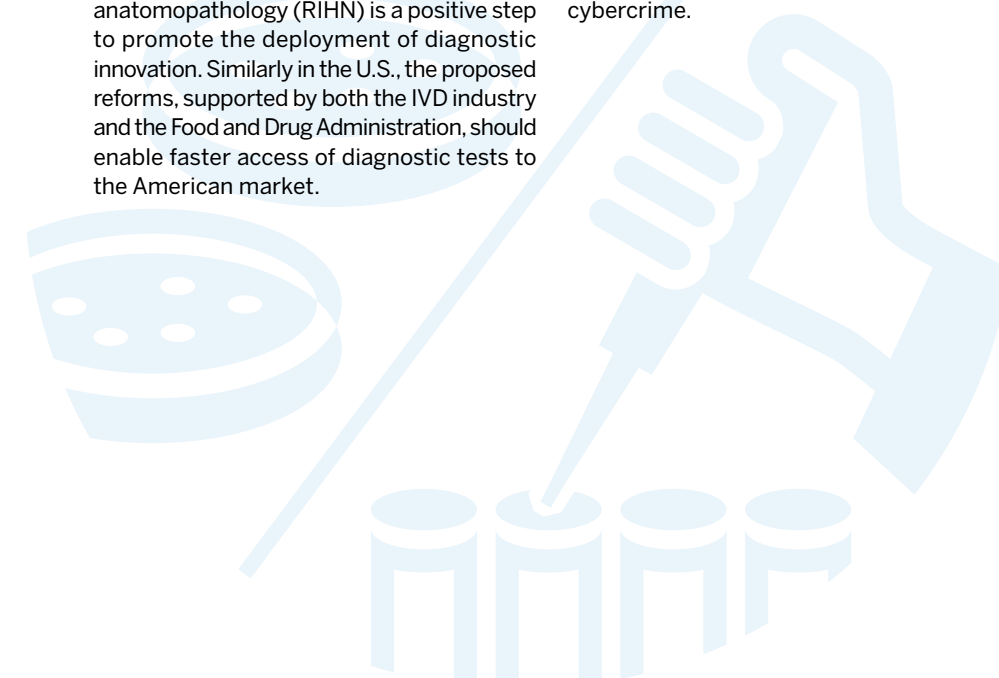 anatomopathology (RIHN) is a positive step
to promote the deployment of diagnostic
innovation. Similarly in the U.S., the proposed
reforms, supported by both the IVD industry
and the Food and Drug Administration, should
enable faster access of diagnostic tests to
the American market.
cybercrime.